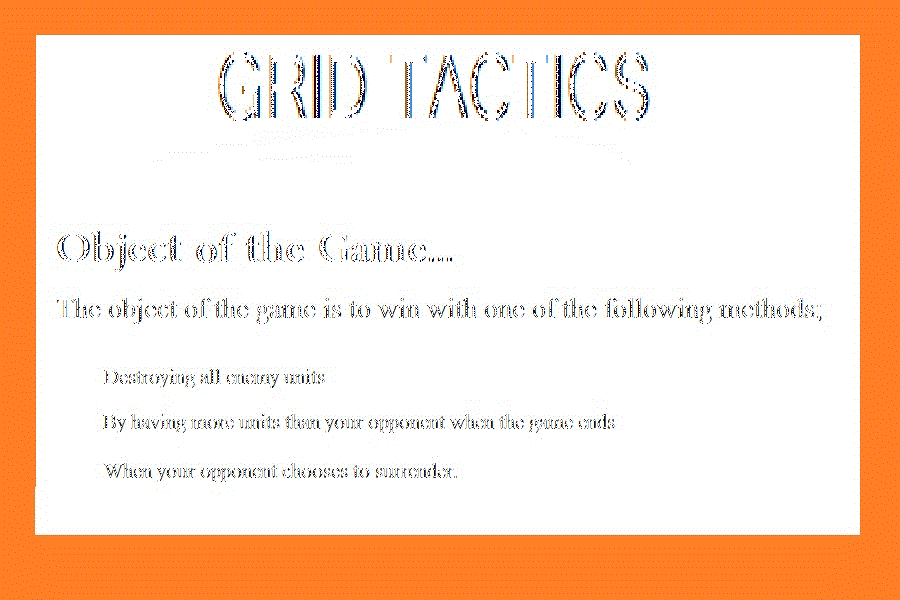 GRID TACTICS
Object of the Game...
The object of the game is to win with one of the following methods;
Destroying all enemy units
By having more units than your opponent when the game ends
When your opponent chooses to surrender.